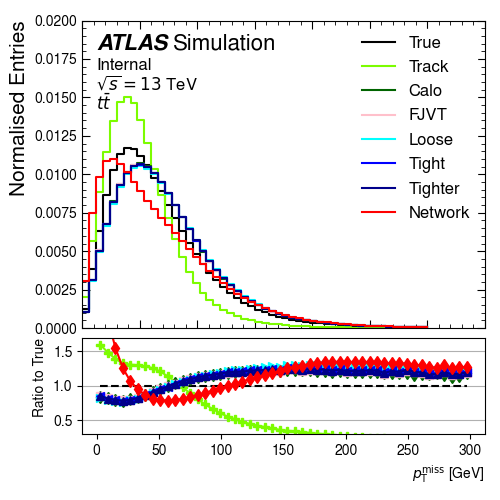 0.0200
0.0175
0.0150
0.0125
0.0100
0.0075
0.0050
0.0025
0.0000
Normalised Entries
ATLAS Simulation
Internal
√s = 13 TeV
tt̄
True
Track
Calo
FJVT
Loose
Tight
Tighter
Network
1.5
1.0
0.5
Ratio to True
0 50 100 150 200 250 300
p_T^miss [GeV]